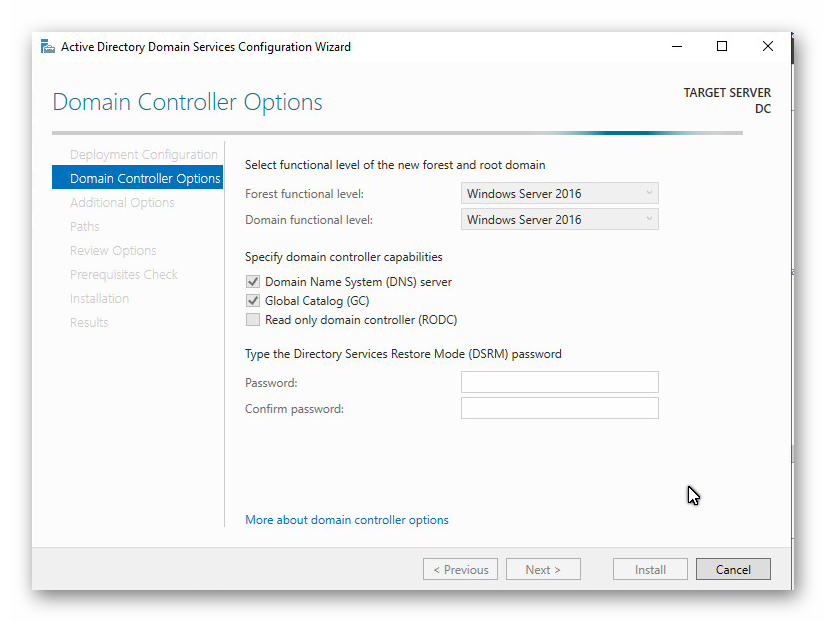 Active Directory Domain Services Configuration Wizard
Domain Controller Options
TARGET SERVER
DC
Deployment Configuration
Domain Controller Options
Additional Options
Paths
Review Options
Prerequisites Check
Installation
Results
Select functional level of the new forest and root domain
Forest functional level: Windows Server 2016
Domain functional level: Windows Server 2016
Specify domain controller capabilities
Domain Name System (DNS) server
Global Catalog (GC)
Read only domain controller (RODC)
Type the Directory Services Restore Mode (DSRM) password
Password:
Confirm password:
More about domain controller options
< Previous Next > Install Cancel